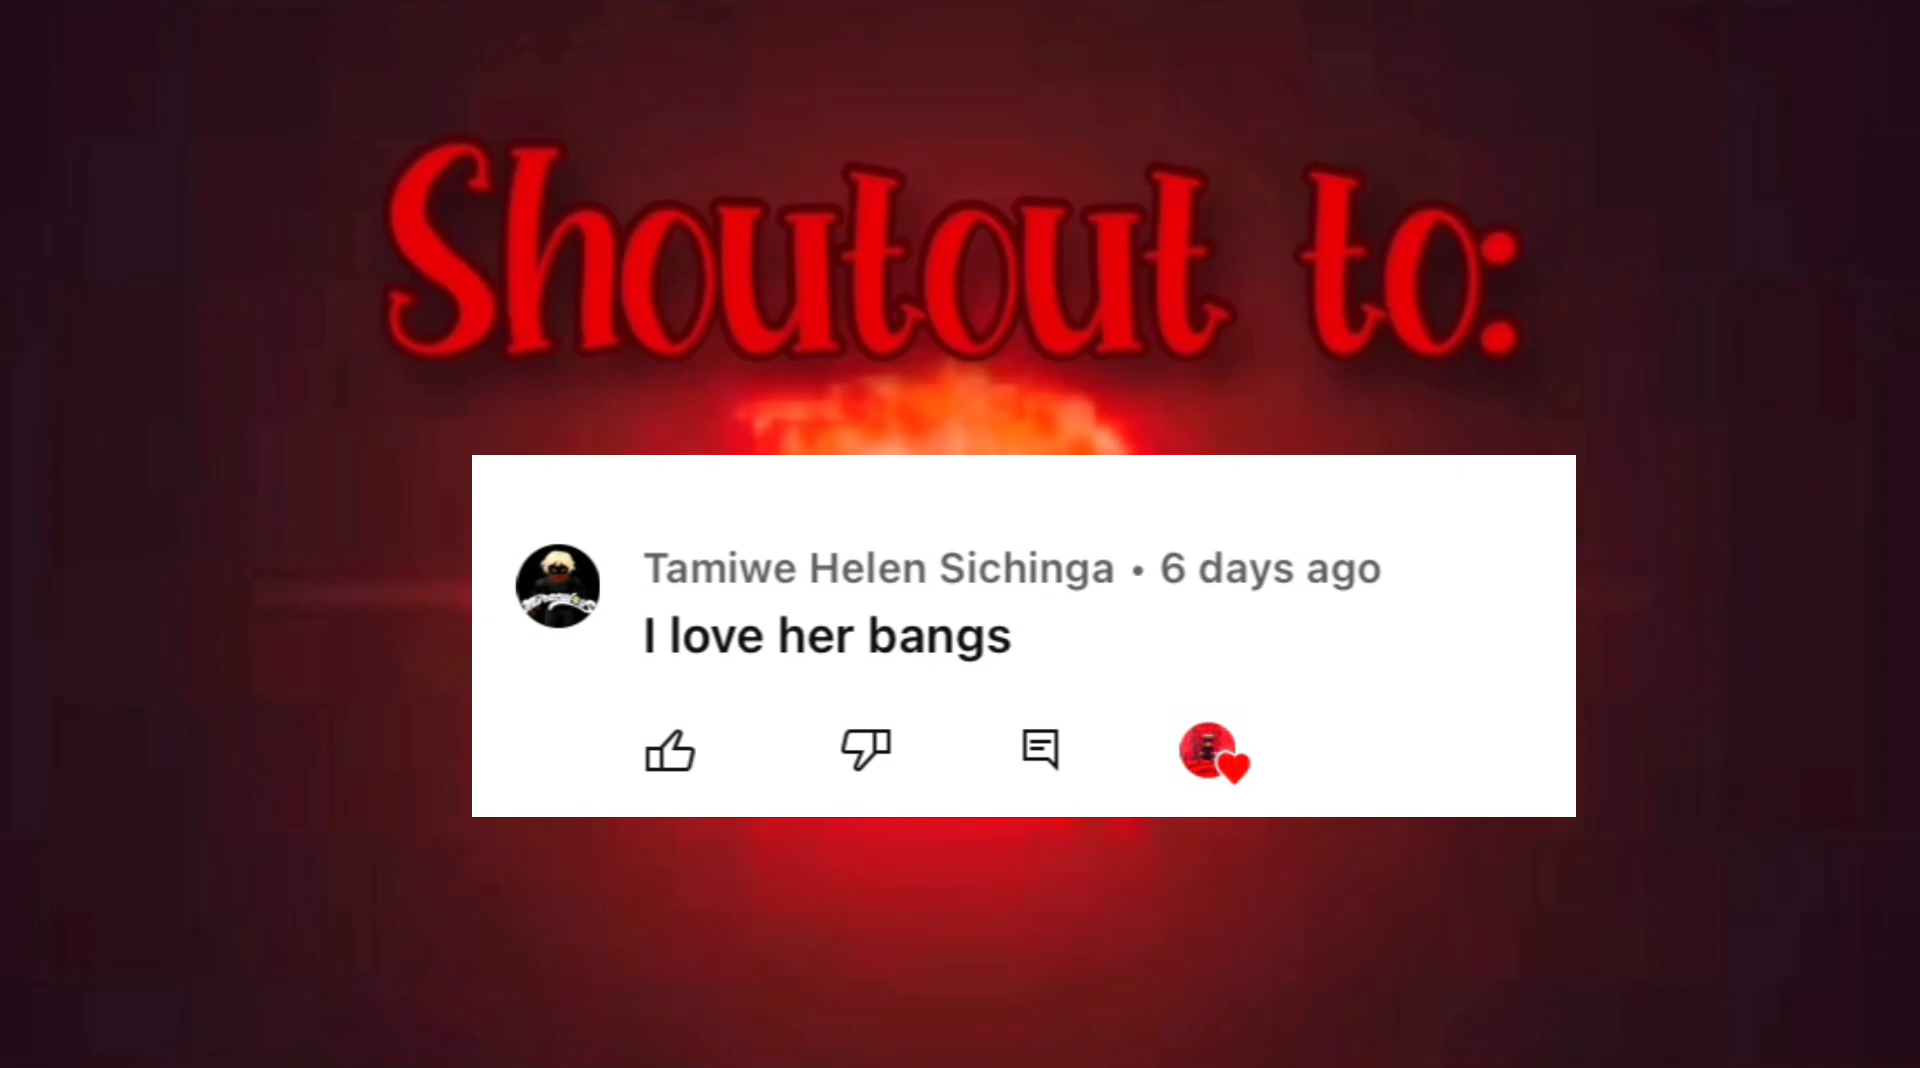 Shoutout to:
Tamiwe Helen Sichinga • 6 days ago
I love her bangs